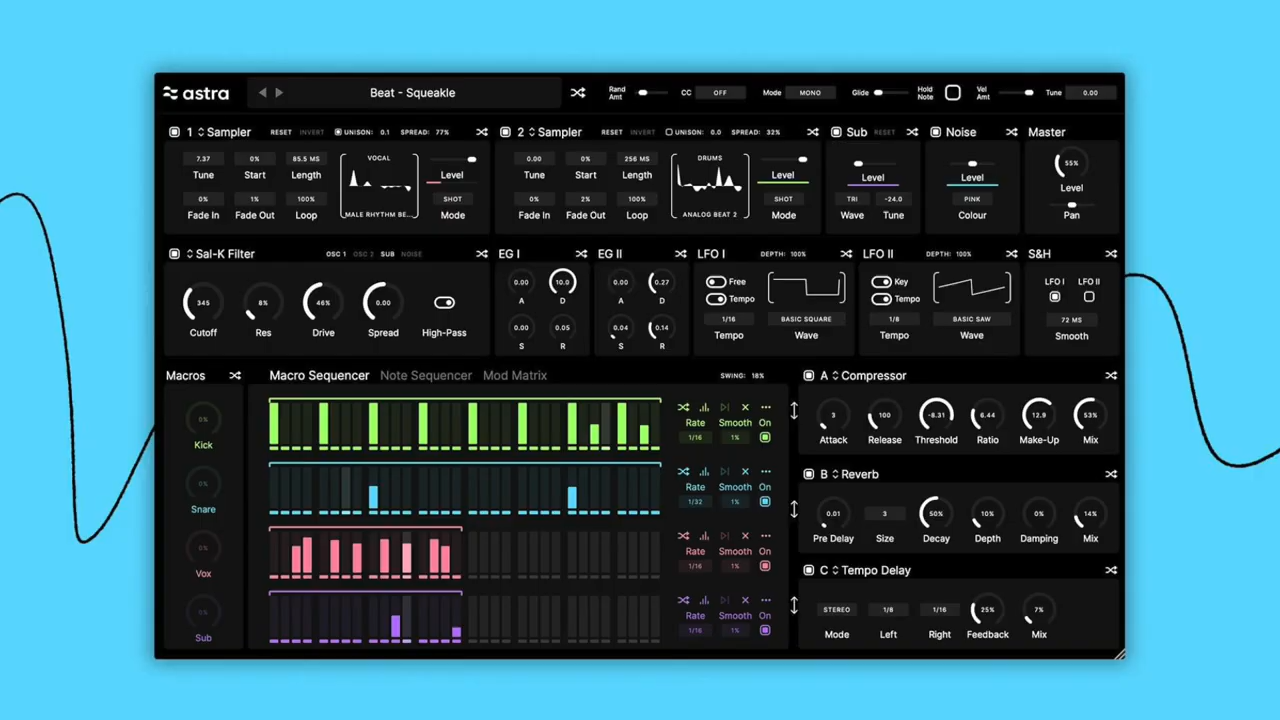 astra
Beat - Squeakle
Rand Amt
CC OFF
Mode MONO
Glide
Hold Note
Vel Amt
Tune 0.00
1 Sampler RESET INVERT UNISON: 0.1 SPREAD: 77%
7.37 0% 85.5 MS
Tune Start Length
0% 1% 100%
Fade In Fade Out Loop
VOCAL
MALE RHYTHM BE...
Level
SHOT
Mode
2 Sampler RESET INVERT UNISON: 0.0 SPREAD: 32%
0.00 0% 256 MS
Tune Start Length
0% 2% 100%
Fade In Fade Out Loop
DRUMS
ANALOG BEAT 2
Level
SHOT
Mode
Sub RESET
Level
TRI -24.0
Wave Tune
Noise
Level
PINK
Colour
Master
55%
Level
Pan
Sal-K Filter OSC 1 OSC 2 SUB NOISE
345 8% 46% 0.00
Cutoff Res Drive Spread High-Pass
EG I
0.00 10.0
A D
0.00 0.05
S R
EG II
0.00 0.27
A D
0.04 0.14
S R
LFO I DEPTH: 100%
Free
Tempo
1/16 BASIC SQUARE
Tempo Wave
LFO II DEPTH: 100%
Key
Tempo
1/8 BASIC SAW
Tempo Wave
S&H
LFO I LFO II
72 MS
Smooth
Macros
0%
Kick
0%
Snare
0%
Vox
0%
Sub
Macro Sequencer Note Sequencer Mod Matrix SWING: 18%
Rate Smooth On
1/16 1%
Rate Smooth On
1/32 1%
Rate Smooth On
1/16 1%
Rate Smooth On
1/16 1%
A Compressor
3 100 -8.31 6.44 12.9 53%
Attack Release Threshold Ratio Make-Up Mix
B Reverb
0.01 3 50% 10% 0% 14%
Pre Delay Size Decay Depth Damping Mix
C Tempo Delay
STEREO 1/8 1/16 25% 7%
Mode Left Right Feedback Mix